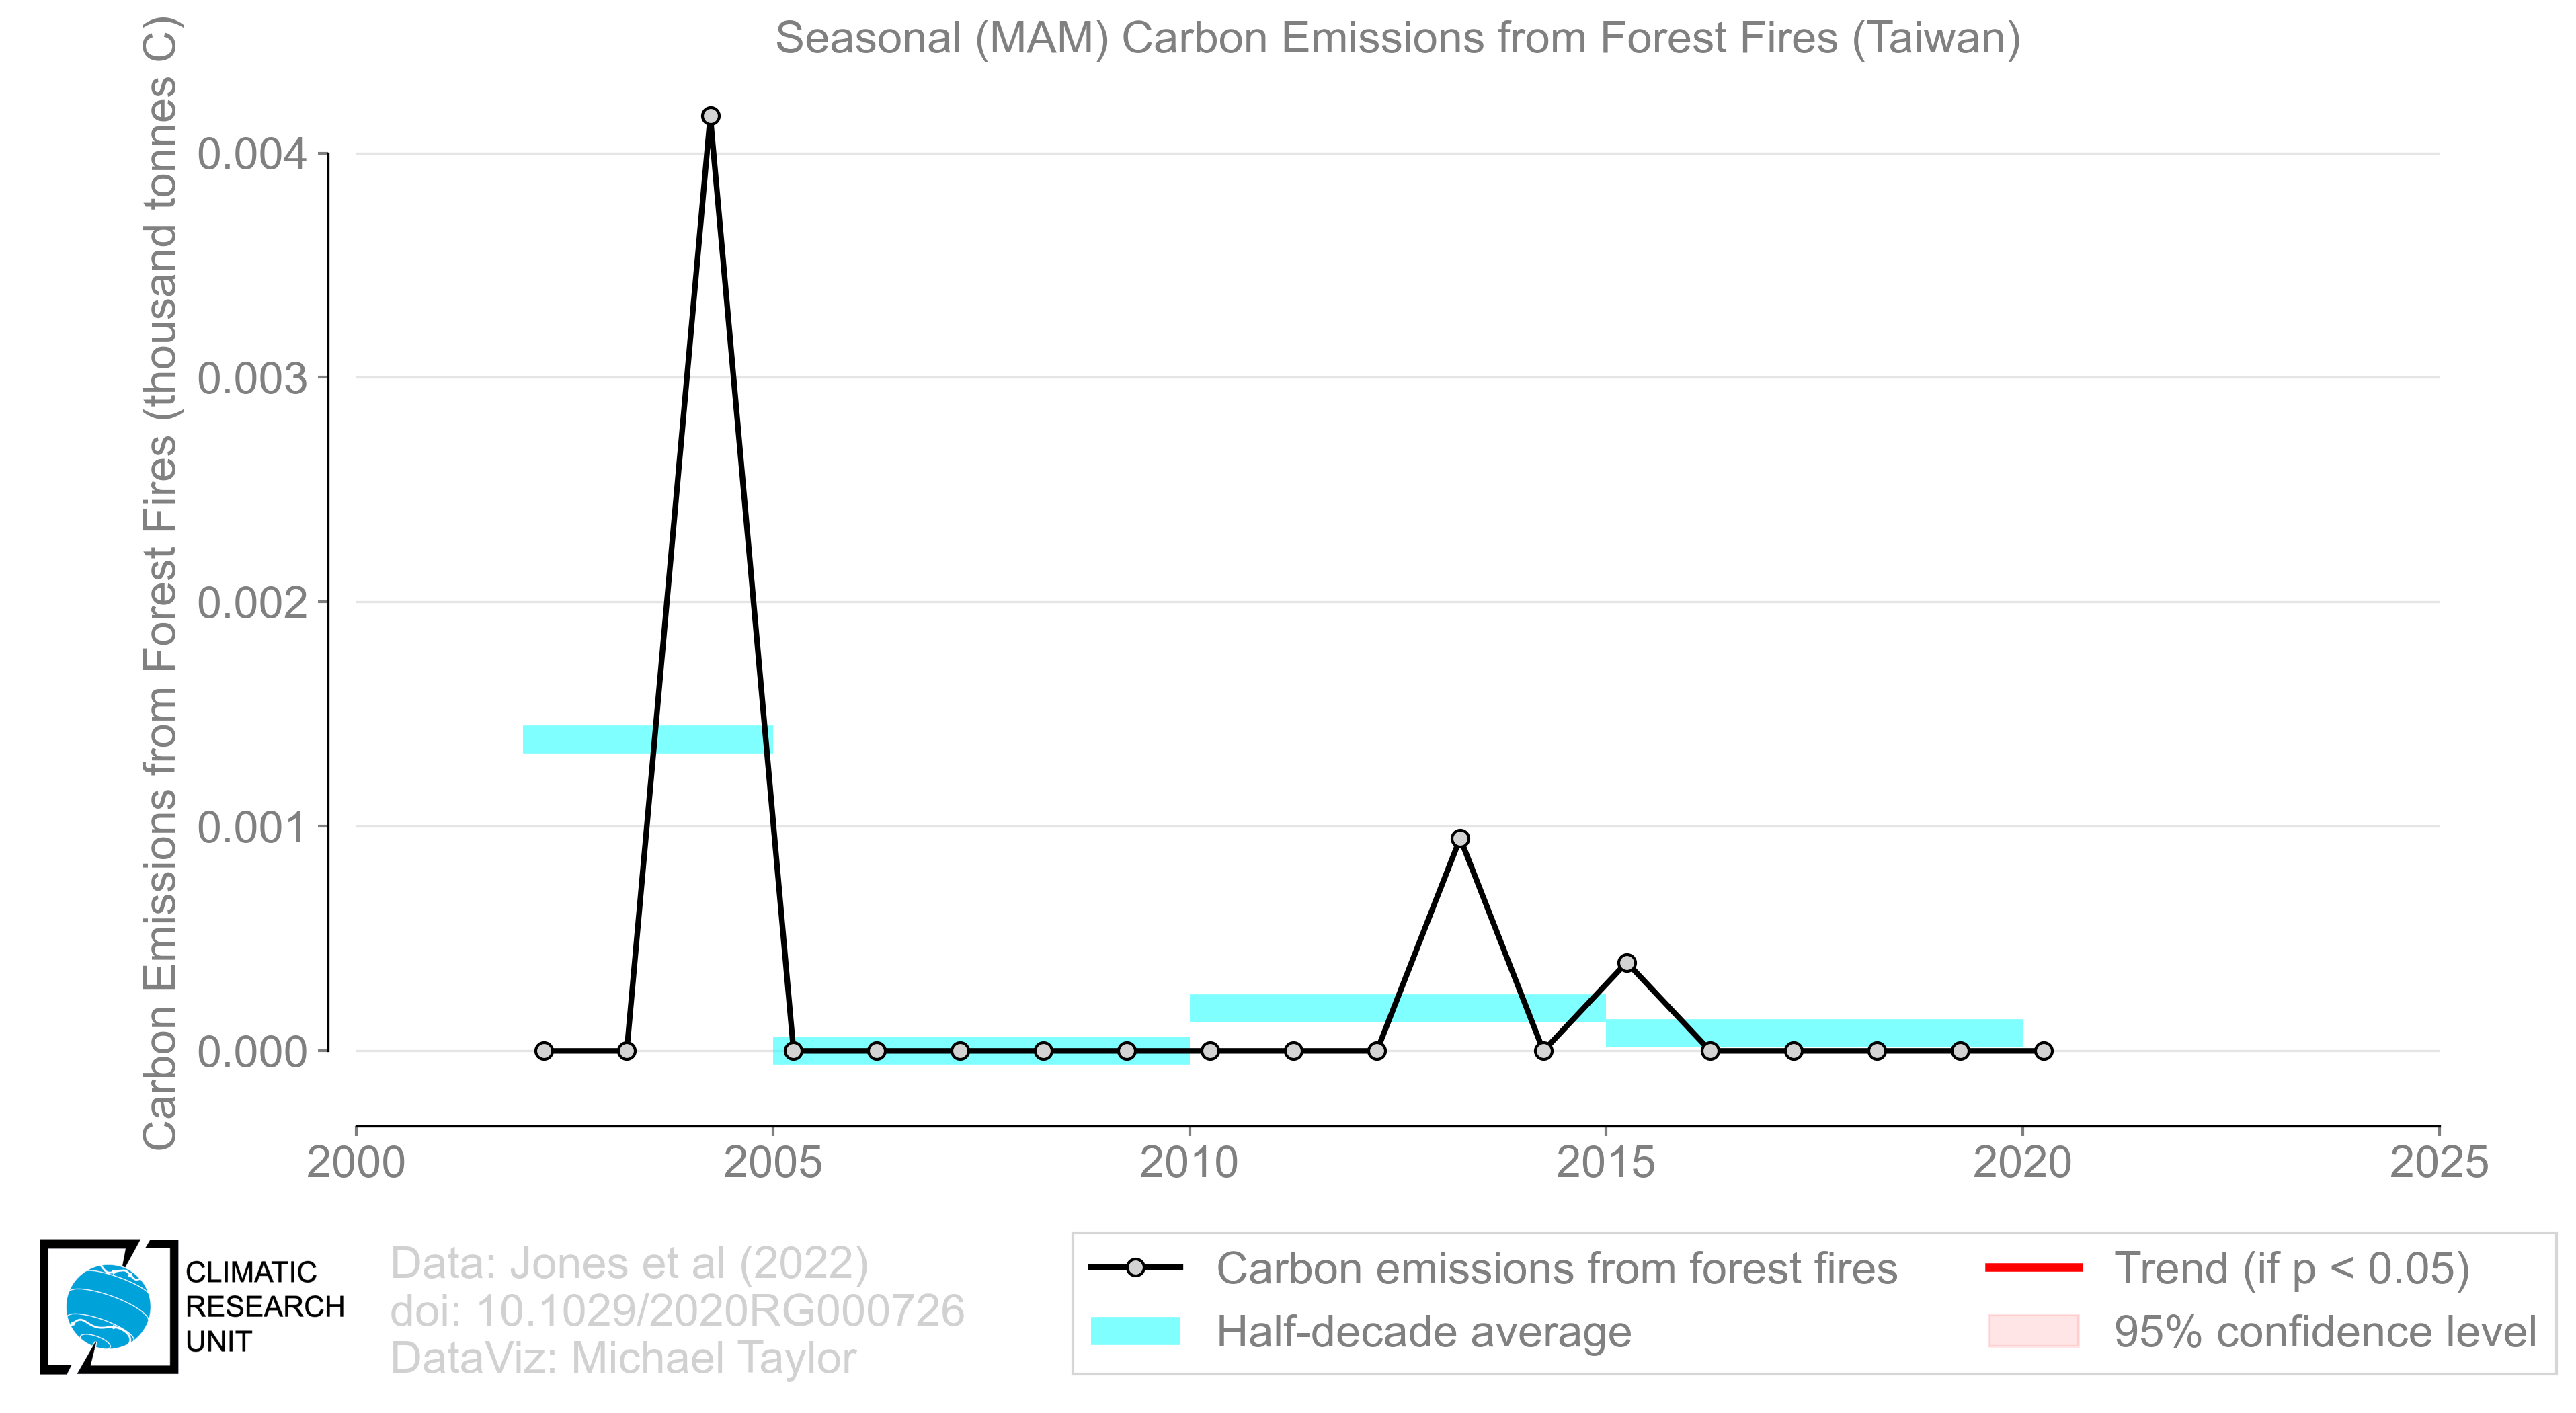 Seasonal (MAM) Carbon Emissions from Forest Fires (Taiwan)
Carbon Emissions from Forest Fires (thousand tonnes C)
0.004
0.003
0.002
0.001
0.000
2000
2005
2010
2015
2020
2025
CLIMATIC
RESEARCH
UNIT
Data: Jones et al (2022)
doi: 10.1029/2020RG000726
DataViz: Michael Taylor
Carbon emissions from forest fires
Half-decade average
Trend (if p < 0.05)
95% confidence level